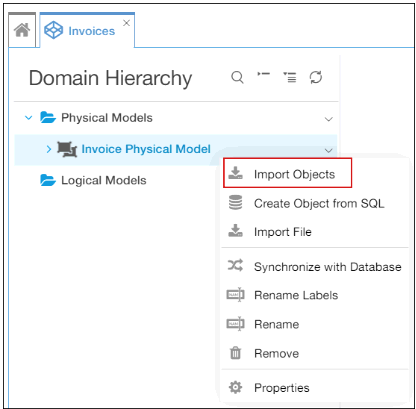 Invoices
Domain Hierarchy
Physical Models
Invoice Physical Model
Logical Models
Import Objects
Create Object from SQL
Import File
Synchronize with Database
Rename Labels
Rename
Remove
Properties